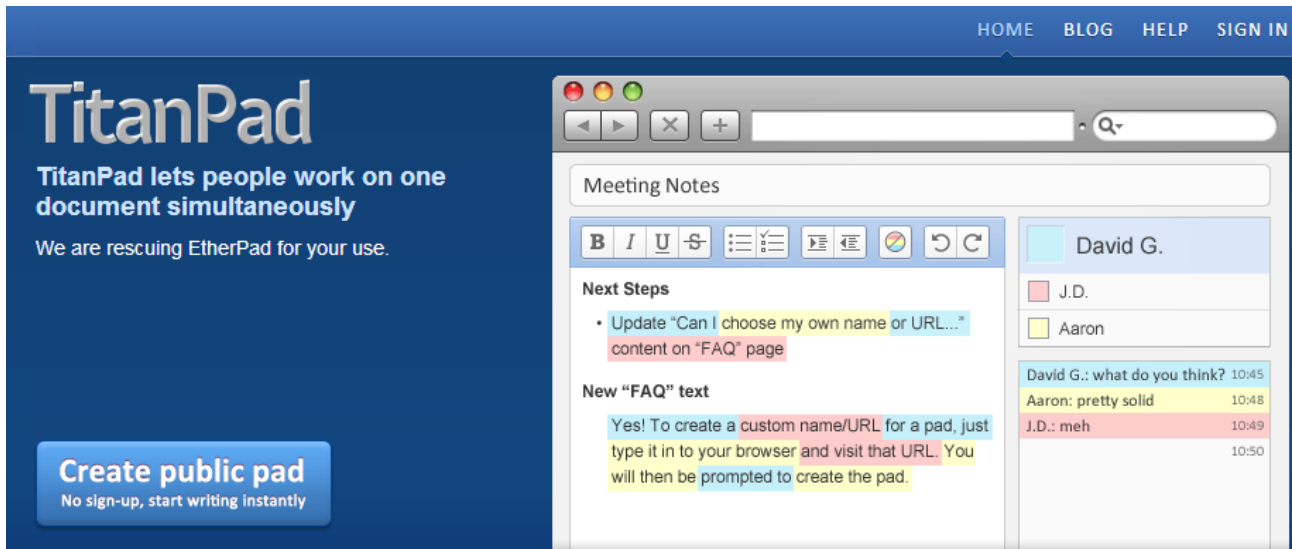 HOME BLOG HELP SIGN IN
TitanPad
TitanPad lets people work on one
document simultaneously
We are rescuing EtherPad for your use.
Create public pad
No sign-up, start writing instantly
Meeting Notes
B I U S
Next Steps
• Update “Can I choose my own name or URL...”
content on “FAQ” page
New “FAQ” text
Yes! To create a custom name/URL for a pad, just
type it in to your browser and visit that URL. You
will then be prompted to create the pad.
David G.
J.D.
Aaron
David G.: what do you think? 10:45
Aaron: pretty solid 10:48
J.D.: meh 10:49
10:50